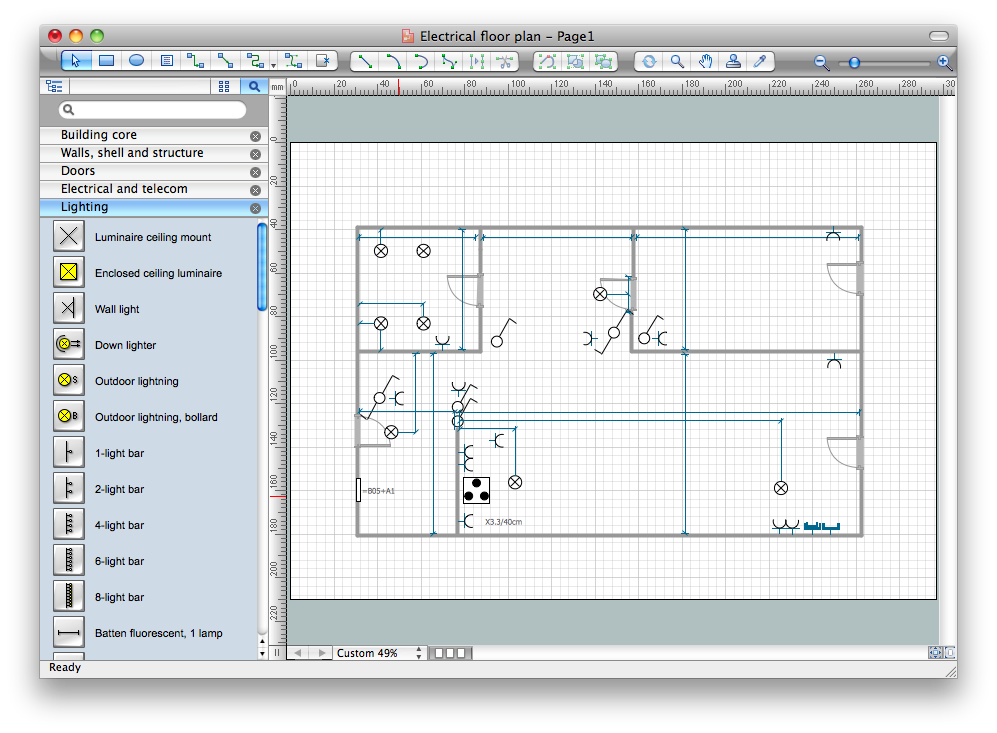 Electrical floor plan - Page1
mm
0 20 40 60 80 100 120 140 160 180 200 220 240 260 280 30
Building core
Walls, shell and structure
Doors
Electrical and telecom
Lighting
Luminaire ceiling mount
Enclosed ceiling luminaire
Wall light
Down lighter
S
Outdoor lightning
B
Outdoor lightning, bollard
1-light bar
2-light bar
4-light bar
6-light bar
8-light bar
Batten fluorescent, 1 lamp
0
20
40
60
80
100
120
140
160
180
200
220
=B05+A1
X3.3/40cm
Custom 49%
Ready